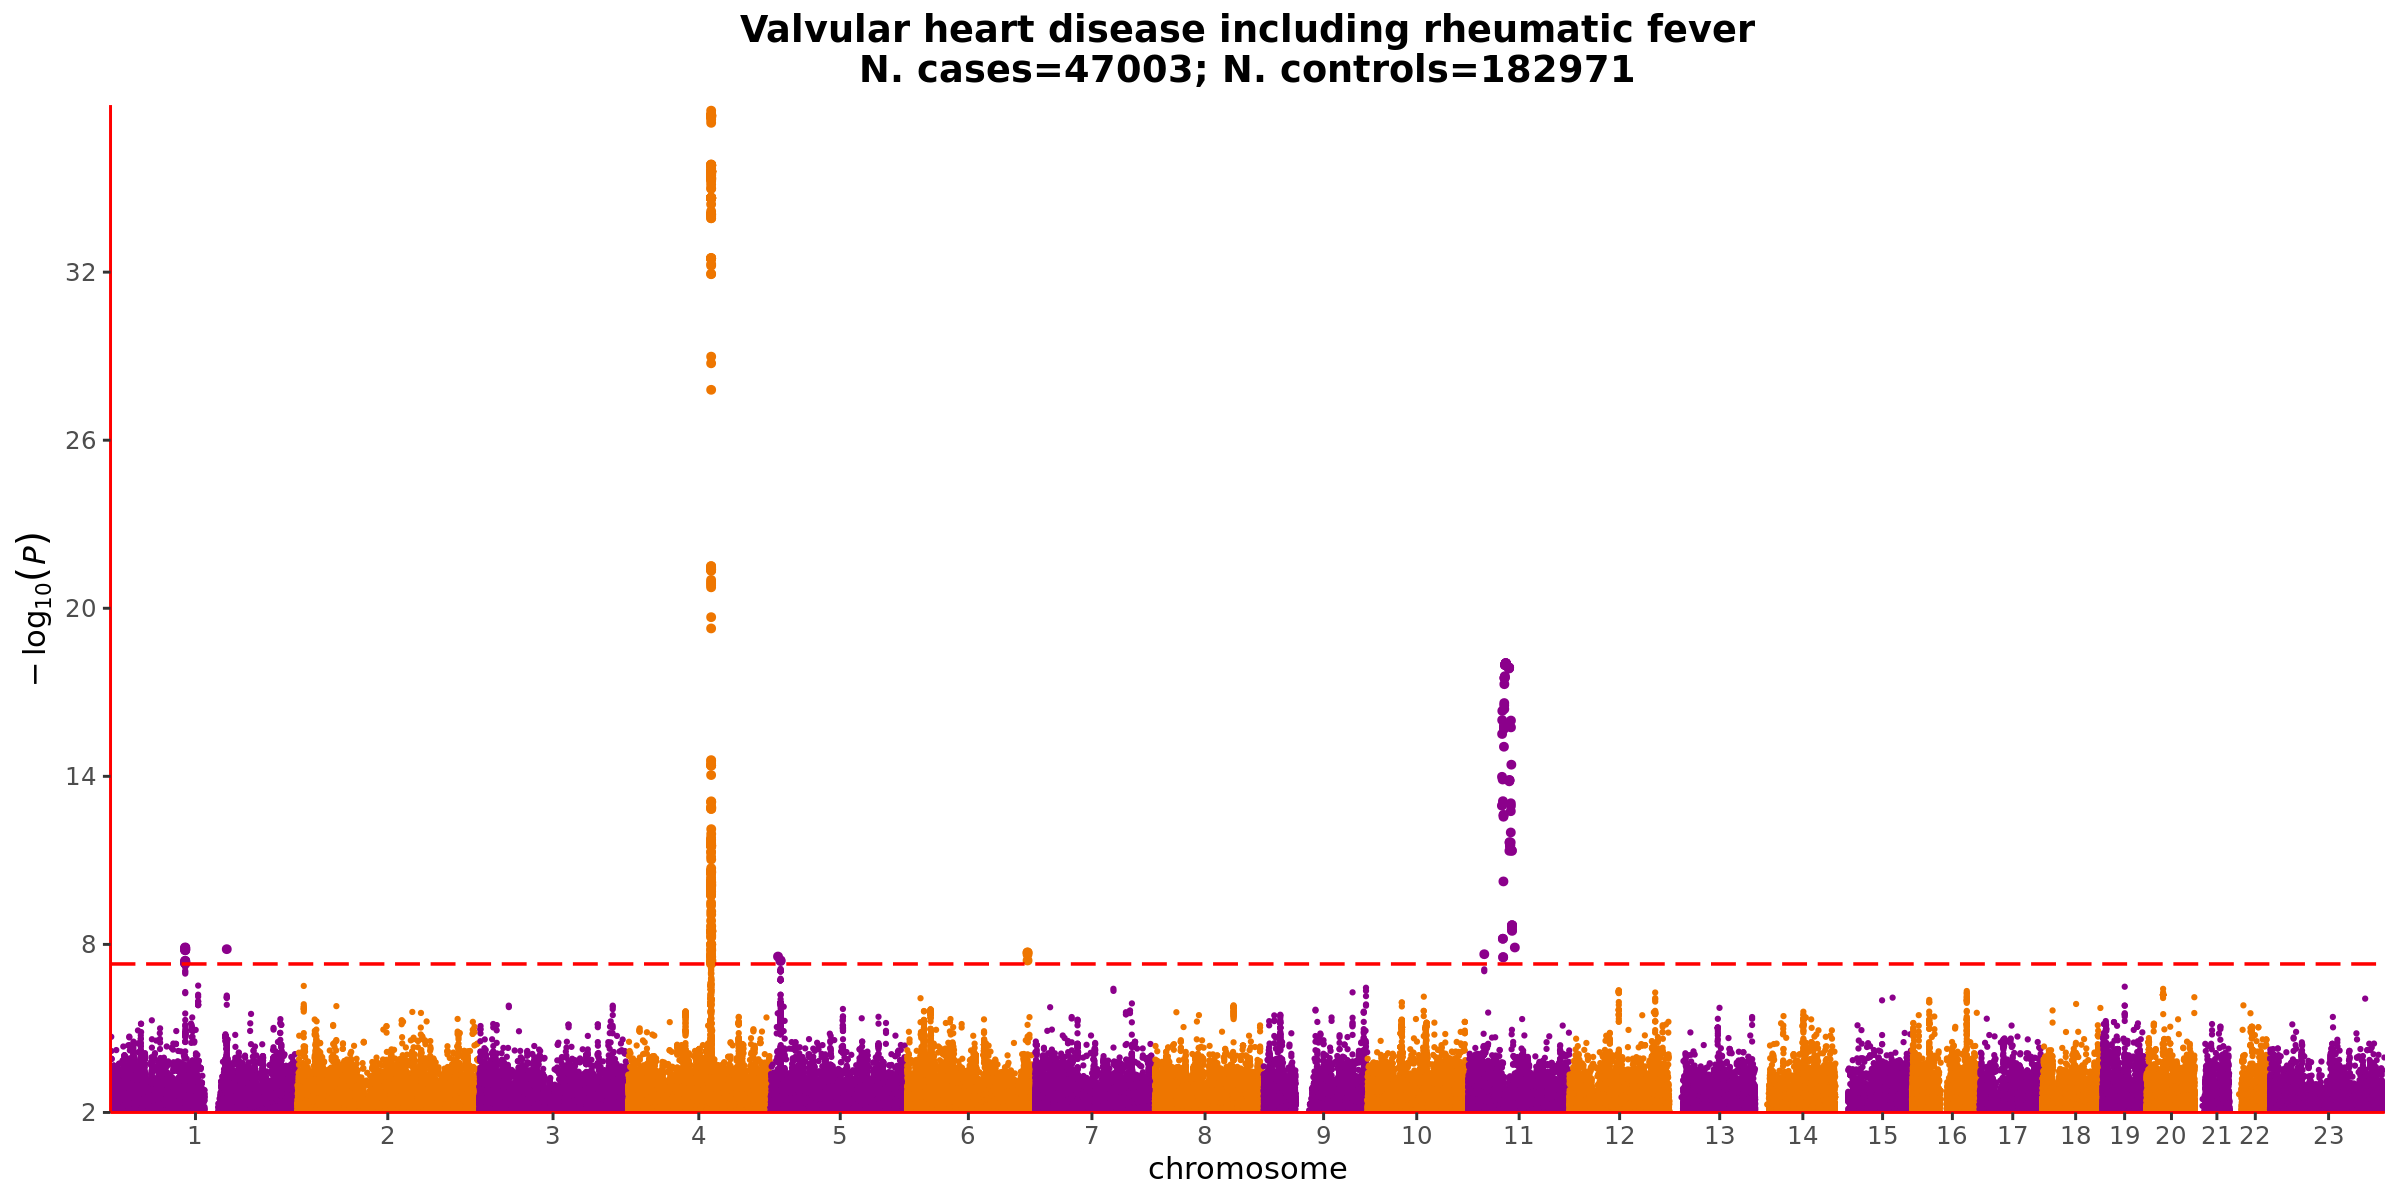 Valvular heart disease including rheumatic fever
N. cases=47003; N. controls=182971
−log10(P)
32
26
20
14
8
2
1 2 3 4 5 6 7 8 9 10 11 12 13 14 15 16 17 18 19 20 21 22 23
chromosome